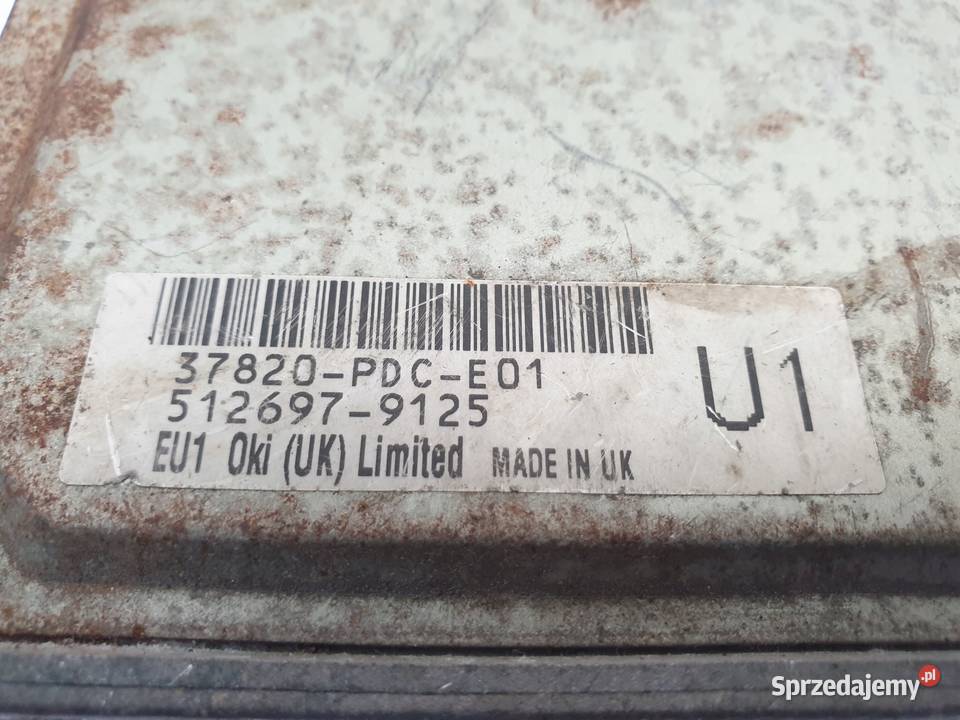 37820-PDC-E01
512697-9125
EU1 Oki (UK) Limited MADE IN UK
U1
Sprzedajemy.pl